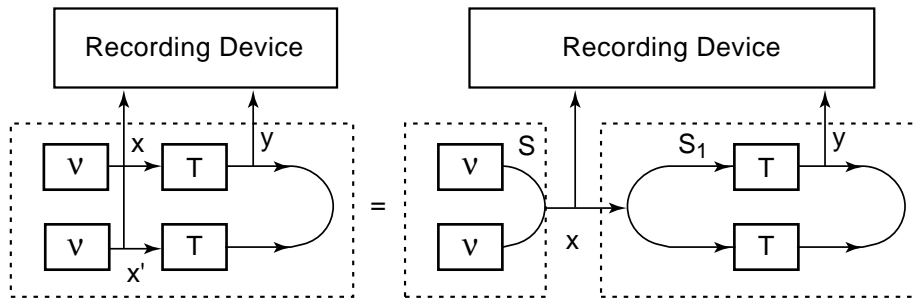 Recording Device
Recording Device
x
y
S
S1
y
ν
T
ν
T
=
ν
T
ν
T
x'
x